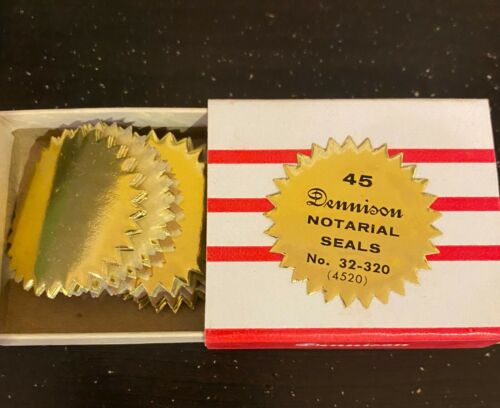 45
Dennison
NOTARIAL
SEALS
No. 32-320
(4520)